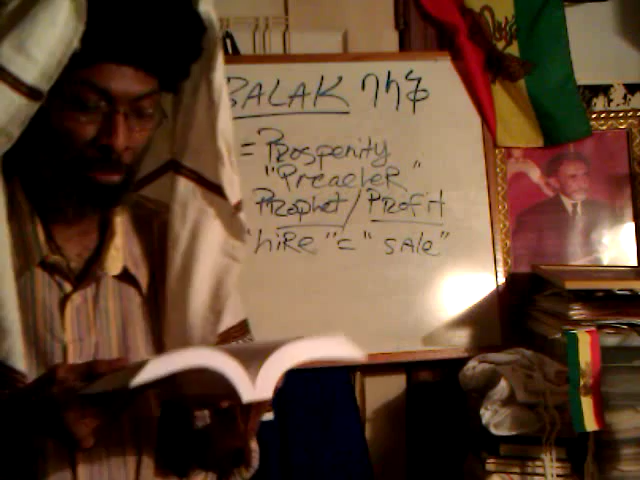 BALAK ባላቅ
= Prosperity
"Preacher"
Prophet/Profit
"hire" = "sale"